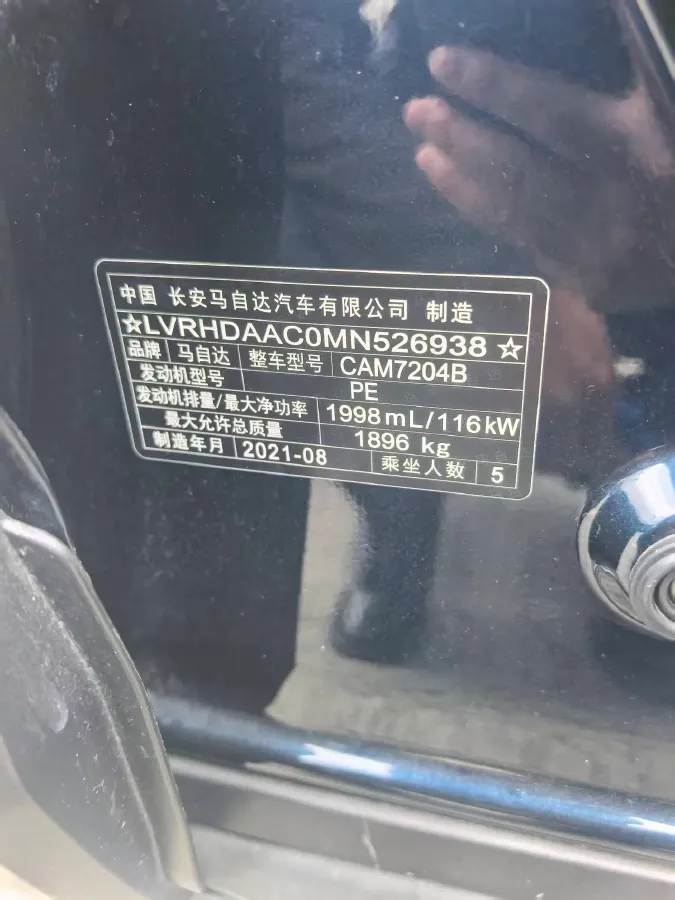 中国 长安马自达汽车有限公司 制造
☆LVRHDAAC0MN526938☆
品牌 马自达 整车型号 CAM7204B
发动机型号 PE
发动机排量/最大净功率 1998mL/116kW
最大允许总质量 1896 kg
制造年月 2021-08 乘坐人数 5